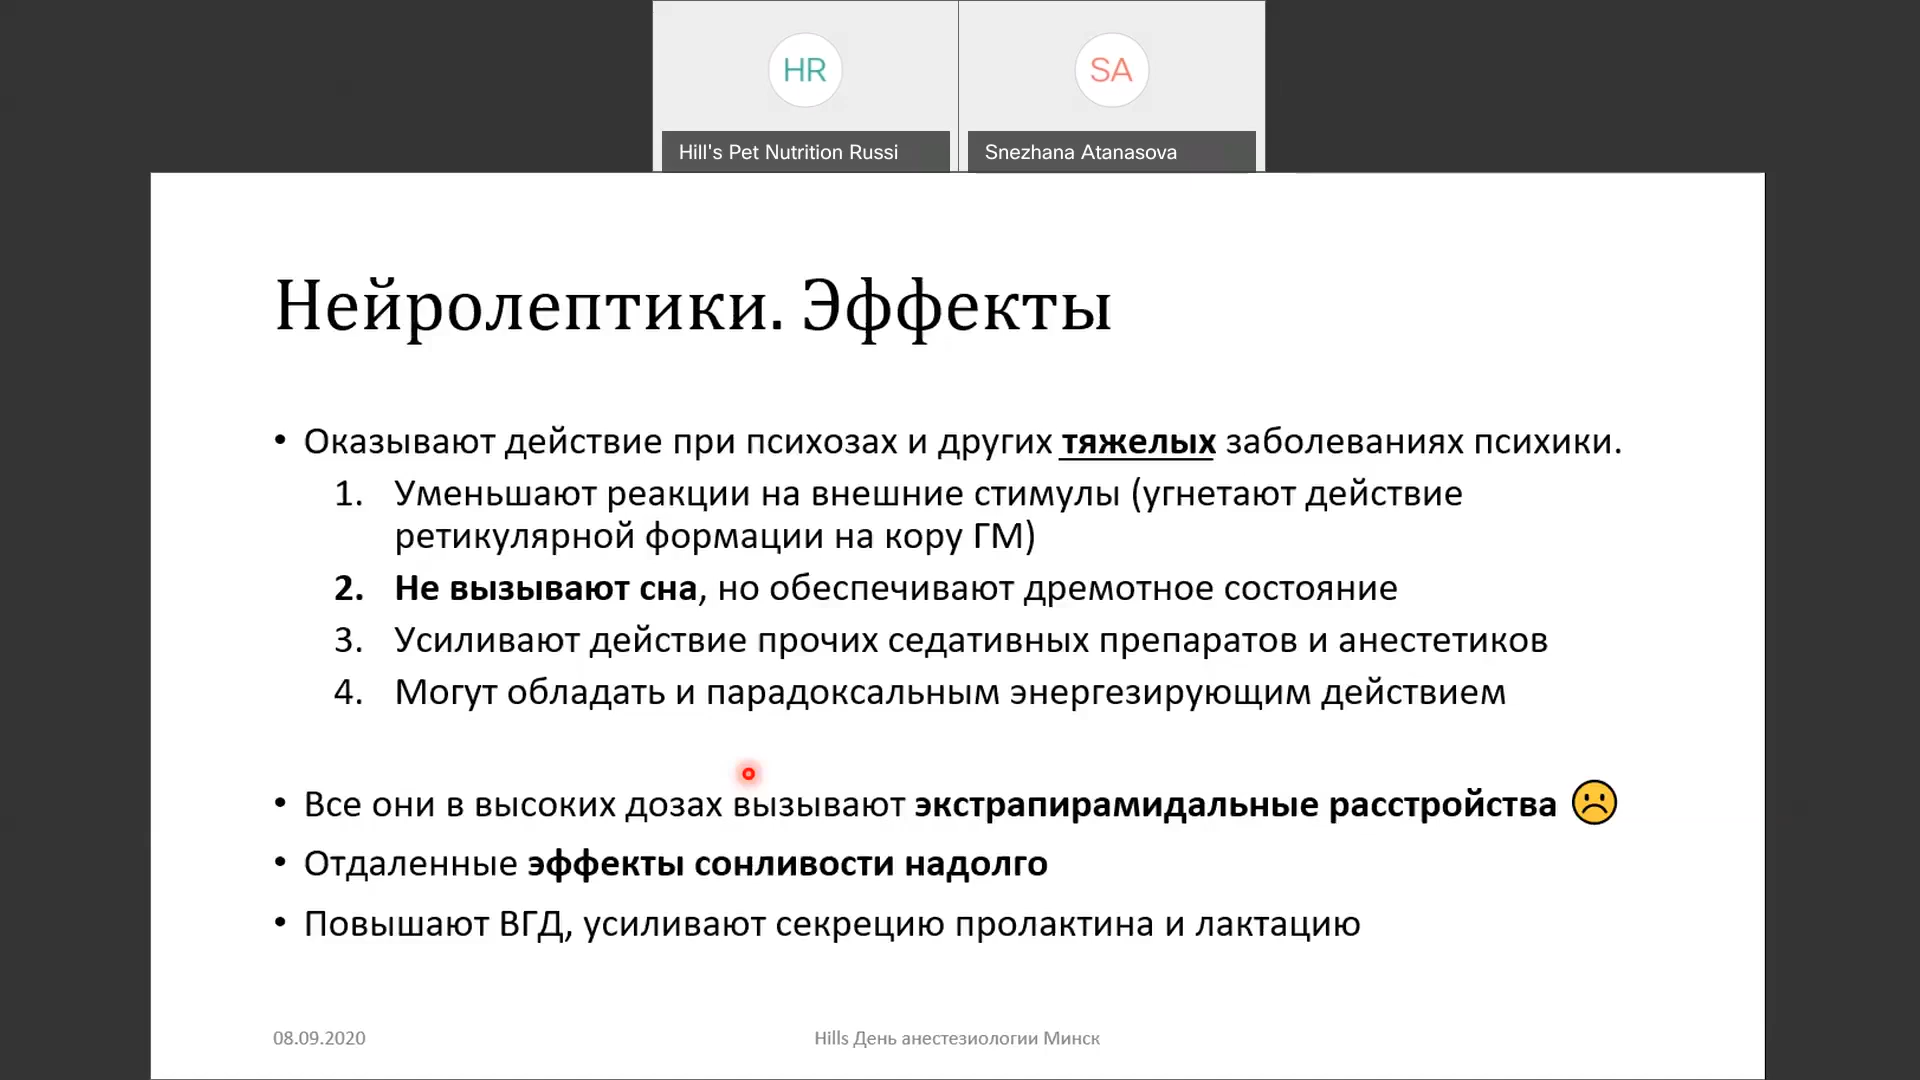 HR
SA
Hill's Pet Nutrition Russi
Snezhana Atanasova
Нейролептики. Эффекты
• Оказывают действие при психозах и других тяжелых заболеваниях психики.
1. Уменьшают реакции на внешние стимулы (угнетают действие
ретикулярной формации на кору ГМ)
2. Не вызывают сна, но обеспечивают дремотное состояние
3. Усиливают действие прочих седативных препаратов и анестетиков
4. Могут обладать и парадоксальным энергезирующим действием
• Все они в высоких дозах вызывают экстрапирамидальные расстройства
• Отдаленные эффекты сонливости надолго
• Повышают ВГД, усиливают секрецию пролактина и лактацию
08.09.2020
Hills День анестезиологии Минск